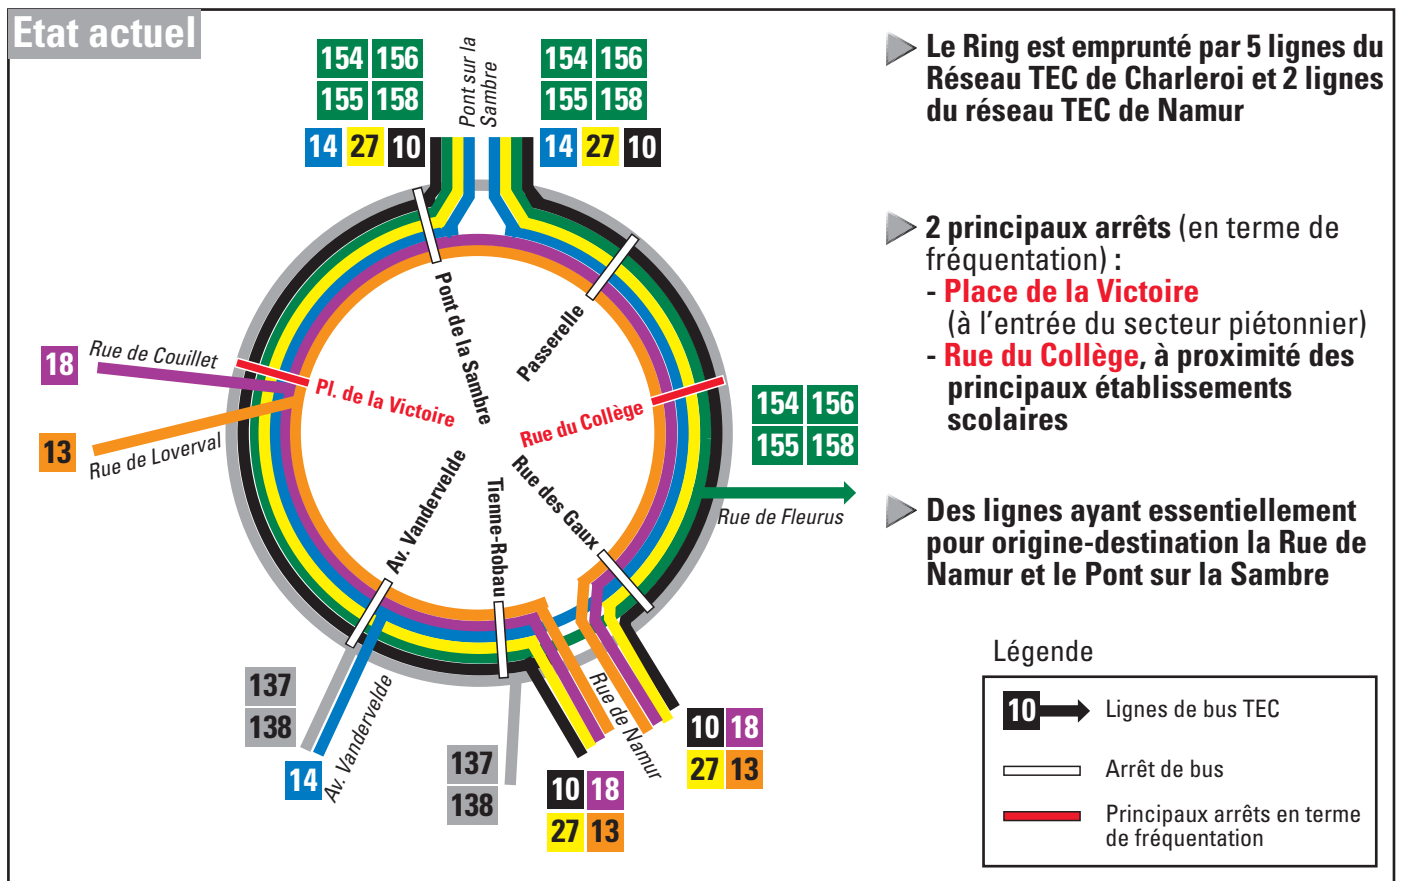 Etat actuel
154 156
155 158
14 27 10
Pont sur la
Sambre
154 156
155 158
14 27 10
Pont de la Sambre
Passerelle
18
Rue de Couillet
Pl. de la Victoire
13
Rue de Loverval
Rue du Collège
154 156
155 158
Rue de Fleurus
Av. Vandervelde
Tienne-Robau
Rue des Gaux
137
138
14
Av. Vandervelde
137
138
10 18
27 13
Rue de Namur
10 18
27 13
Le Ring est emprunté par 5 lignes du
Réseau TEC de Charleroi et 2 lignes
du réseau TEC de Namur
2 principaux arrêts (en terme de
fréquentation) :
- Place de la Victoire
(à l'entrée du secteur piétonnier)
- Rue du Collège, à proximité des
principaux établissements
scolaires
Des lignes ayant essentiellement
pour origine-destination la Rue de
Namur et le Pont sur la Sambre
Légende
10 Lignes de bus TEC
Arrêt de bus
Principaux arrêts en terme
de fréquentation